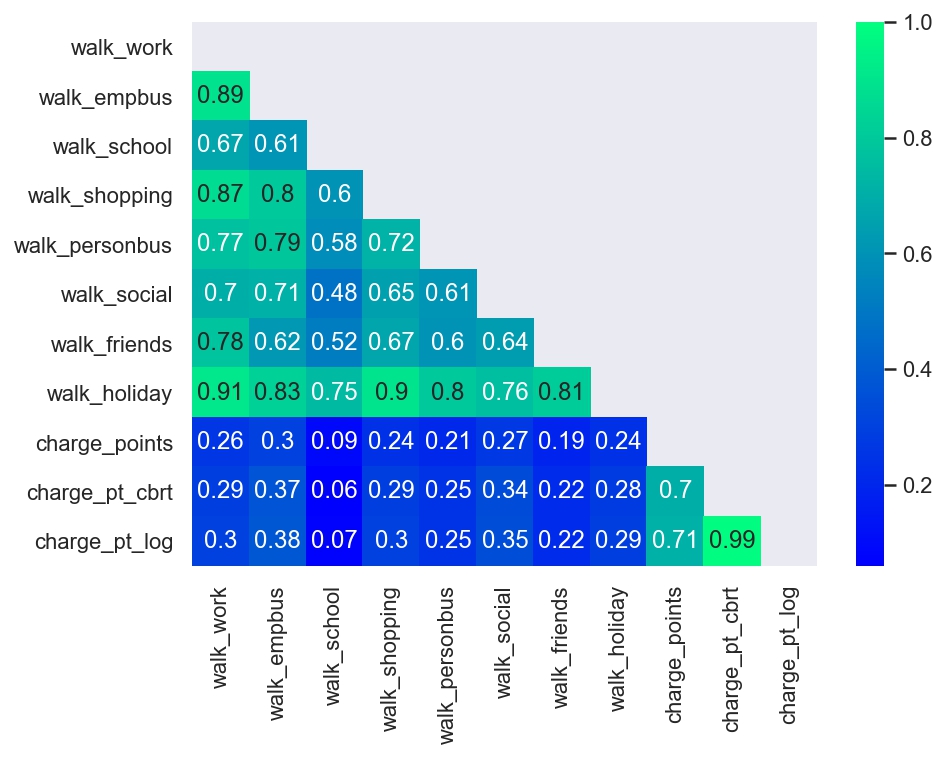 walk_work
walk_empbus 0.89
walk_school 0.67 0.61
walk_shopping 0.87 0.8 0.6
walk_personbus 0.77 0.79 0.58 0.72
walk_social 0.7 0.71 0.48 0.65 0.61
walk_friends 0.78 0.62 0.52 0.67 0.6 0.64
walk_holiday 0.91 0.83 0.75 0.9 0.8 0.76 0.81
charge_points 0.26 0.3 0.09 0.24 0.21 0.27 0.19 0.24
charge_pt_cbrt 0.29 0.37 0.06 0.29 0.25 0.34 0.22 0.28 0.7
charge_pt_log 0.3 0.38 0.07 0.3 0.25 0.35 0.22 0.29 0.71 0.99
walk_work
walk_empbus
walk_school
walk_shopping
walk_personbus
walk_social
walk_friends
walk_holiday
charge_points
charge_pt_cbrt
charge_pt_log
1.0
0.8
0.6
0.4
0.2